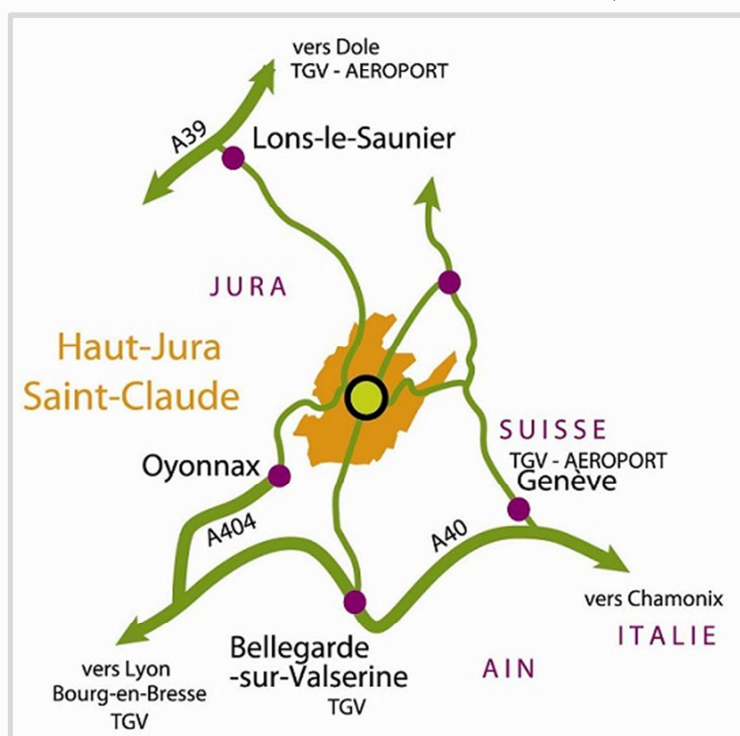 vers Dole
TGV - AEROPORT
A39
Lons-le-Saunier
JURA
Haut-Jura
Saint-Claude
SUISSE
TGV - AEROPORT
Genève
Oyonnax
A404
A40
vers Chamonix
ITALIE
Bellegarde
-sur-Valserine
TGV
AIN
vers Lyon
Bourg-en-Bresse
TGV